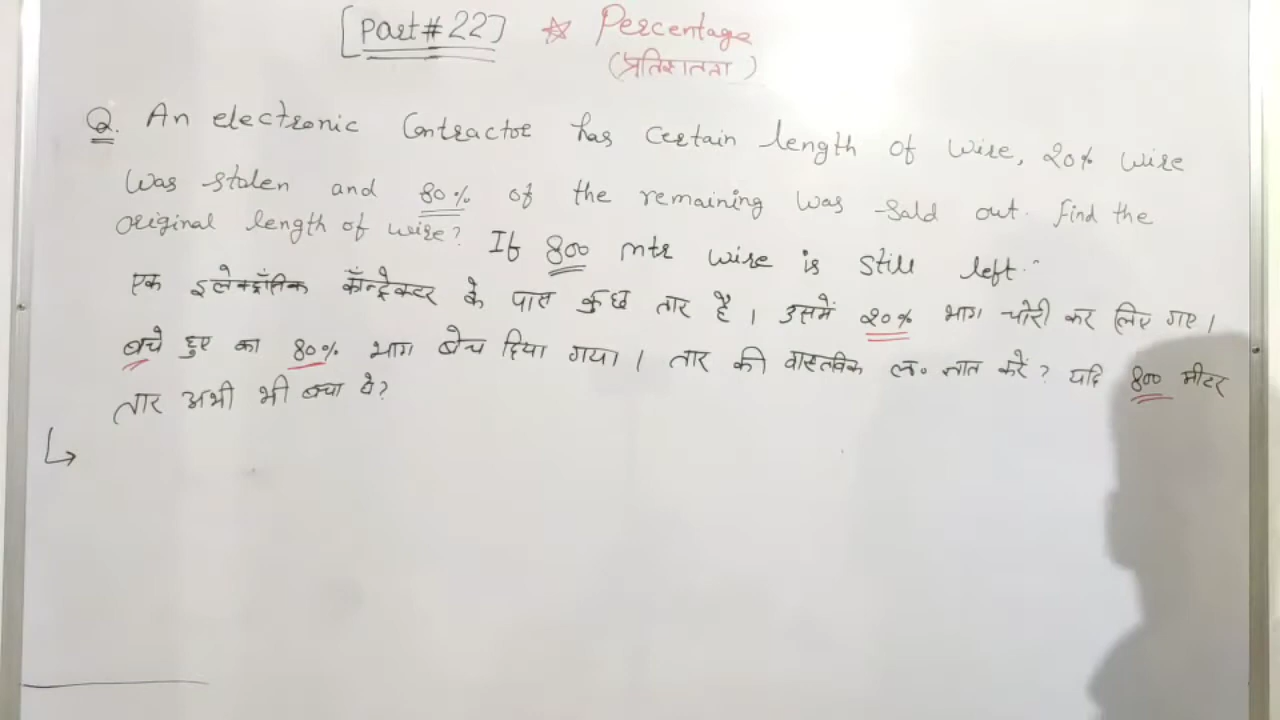 [Part#22] ☆ Percentage
(प्रतिशतता)
Q. An electronic Contractor has certain length of wire, 20% wire
was stolen and 80% of the remaining was sold out. find the
original length of wire? If 800 mtr wire is still left.
एक इलेक्ट्रॉनिक कॉन्ट्रेक्टर के पास कुछ तार है। उसमें 20% भाग चोरी कर लिए गए।
बचे हुए का 80% भाग बेच दिया गया। तार की वास्तविक ल० ज्ञात करें? यदि 800 मीटर
तार अभी भी बचा थे?